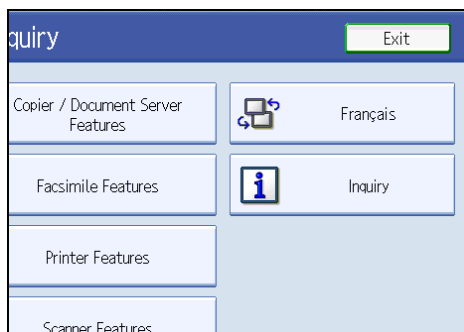 quiry
Exit
Copier / Document Server
Features
Français
Facsimile Features
Inquiry
Printer Features
Scanner Features